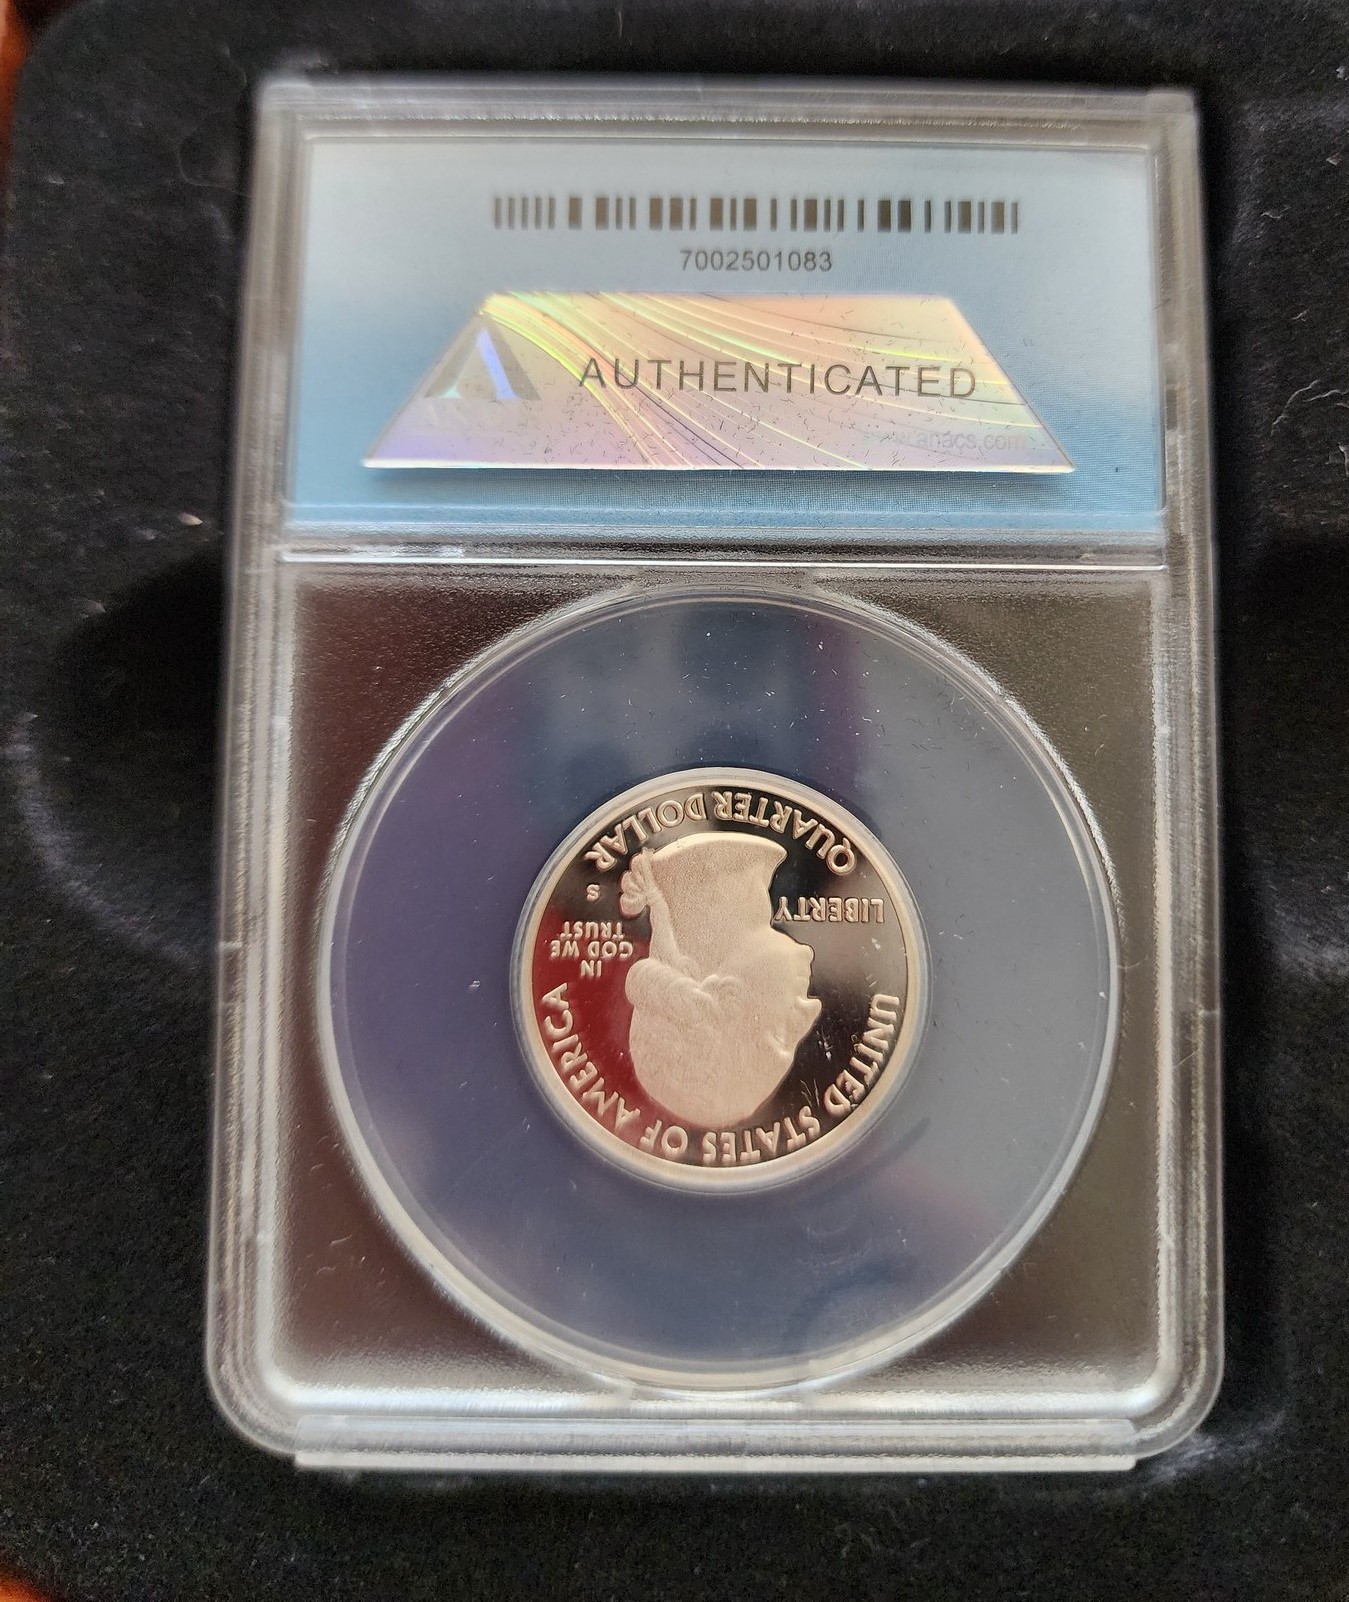 7002501083
AUTHENTICATED
www.anacs.com
UNITED STATES OF AMERICA
LIBERTY
IN
GOD WE
TRUST
S
QUARTER DOLLAR